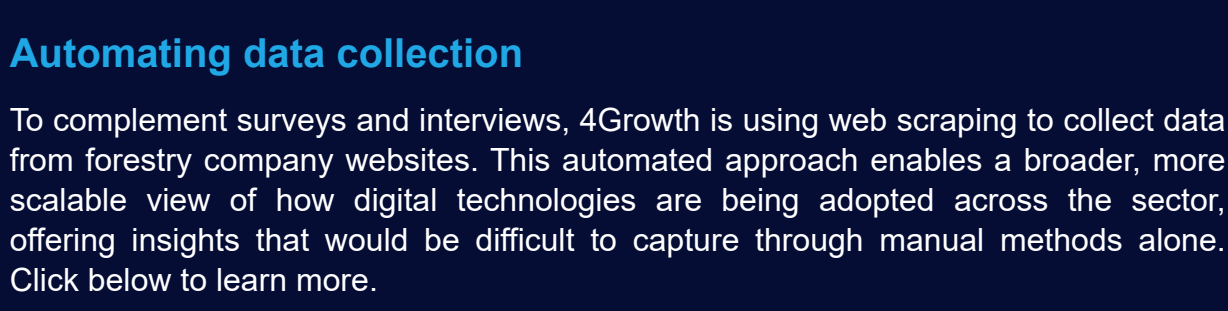 Automating data collection
To complement surveys and interviews, 4Growth is using web scraping to collect data
from forestry company websites. This automated approach enables a broader, more
scalable view of how digital technologies are being adopted across the sector,
offering insights that would be difficult to capture through manual methods alone.
Click below to learn more.